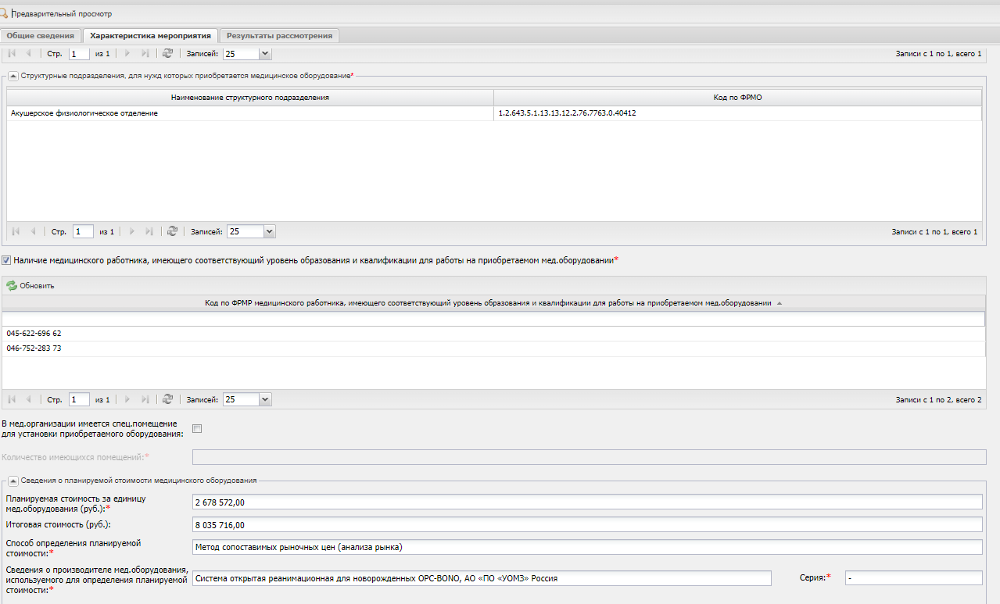 Предварительный просмотр
Общие сведения Характеристика мероприятия Результаты рассмотрения
Стр. 1 из 1 Записей: 25 Записи с 1 по 1, всего 1
Структурные подразделения, для нужд которых приобретается медицинское оборудование*
Наименование структурного подразделения Код по ФРМО
Акушерское физиологическое отделение 1.2.643.5.1.13.13.12.2.76.7763.0.40412
Стр. 1 из 1 Записей: 25 Записи с 1 по 1, всего 1
Наличие медицинского работника, имеющего соответствующий уровень образования и квалификации для работы на приобретаемом мед.оборудовании*
Обновить
Код по ФРМР медицинского работника, имеющего соответствующий уровень образования и квалификации для работы на приобретаемом мед.оборудовании
045-622-696 62
046-752-283 73
Стр. 1 из 1 Записей: 25 Записи с 1 по 2, всего 2
В мед.организации имеется спец.помещение
для установки приобретаемого оборудования:
Количество имеющихся помещений:*
Сведения о планируемой стоимости медицинского оборудования
Планируемая стоимость за единицу
мед.оборудования (руб.):*
2 678 572,00
Итоговая стоимость (руб.): 8 035 716,00
Способ определения планируемой
стоимости:*
Метод сопоставимых рыночных цен (анализа рынка)
Сведения о производителе мед.оборудования,
используемого для определения планируемой
стоимости:*
Система открытая реанимационная для новорожденных ОРС-BONO, АО «ПО «УОМЗ» Россия Серия:* -